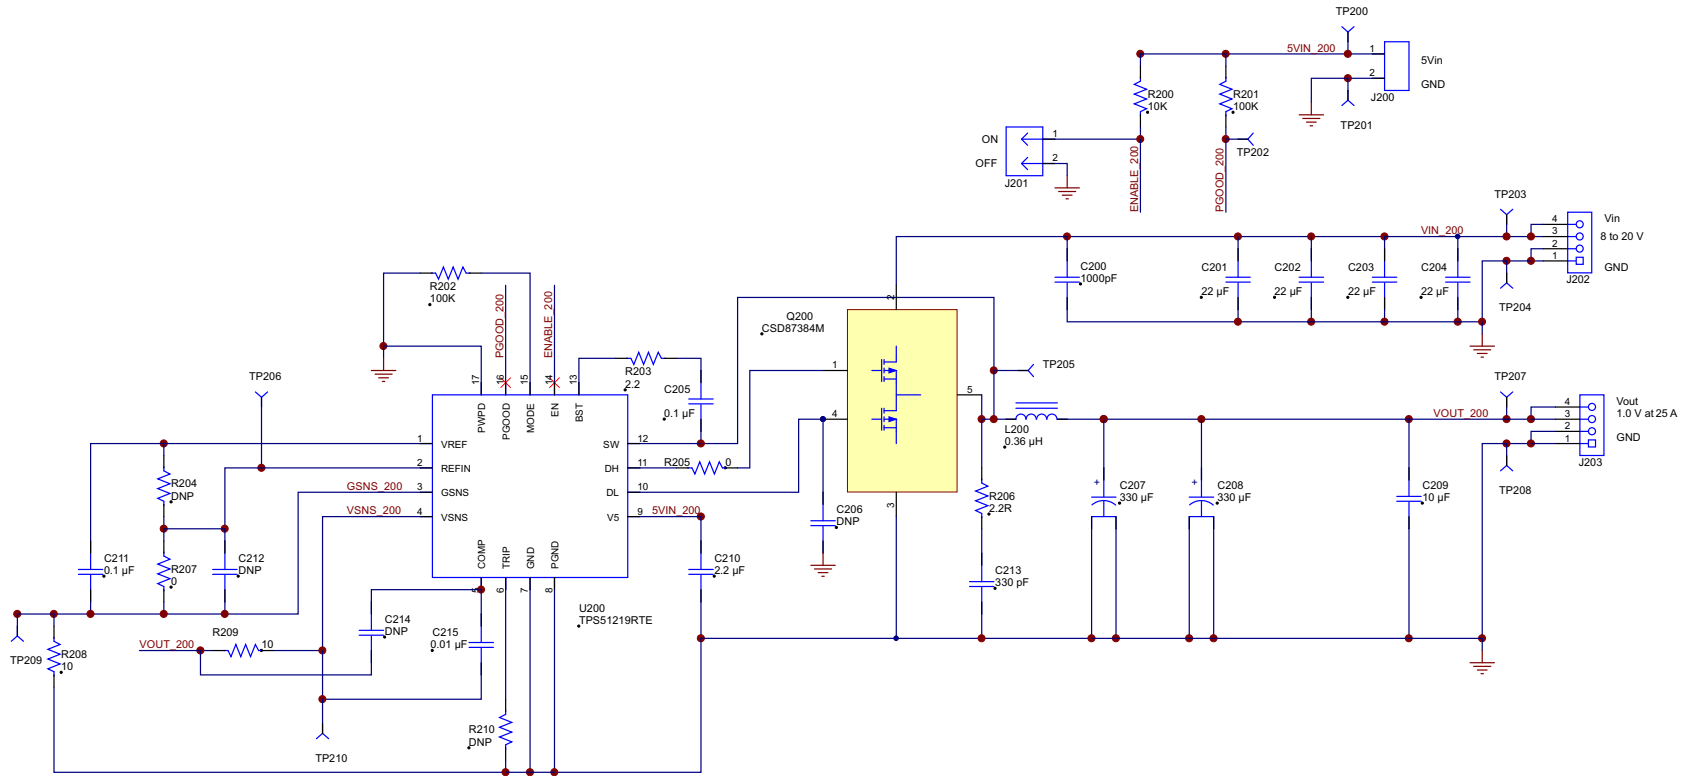 TP200
5VIN_200
1
5Vin
2
GND
J200
TP201
R200
10K
R201
100K
ON
1
OFF
2
J201
TP202
ENABLE_200
PGOOD_200
TP203
VIN_200
4
3
2
1
Vin
8 to 20 V
GND
J202
TP204
C200
1000pF
C201
22 µF
C202
22 µF
C203
22 µF
C204
22 µF
R202
100K
PGOOD_200
ENABLE_200
Q200
CSD87384M
2
1
4
5
3
TP205
R203
2.2
C205
0.1 µF
TP206
17
16
15
14
13
PWPD
PGOOD
MODE
EN
BST
1
VREF
2
REFIN
GSNS_200
3
GSNS
VSNS_200
4
VSNS
SW
12
DH
11
R205
0
DL
10
V5
9
5VIN_200
COMP
TRIP
GND
PGND
5
6
7
8
U200
TPS51219RTE
L200
0.36 µH
TP207
VOUT_200
4
3
2
1
Vout
1.0 V at 25 A
GND
J203
TP208
R204
DNP
R206
2.2R
C207
330 µF
+
C208
330 µF
+
C209
10 µF
C206
DNP
C211
0.1 µF
R207
0
C212
DNP
C210
2.2 µF
C213
330 pF
C214
DNP
C215
0.01 µF
VOUT_200
R209
10
TP209
R208
10
R210
DNP
TP210